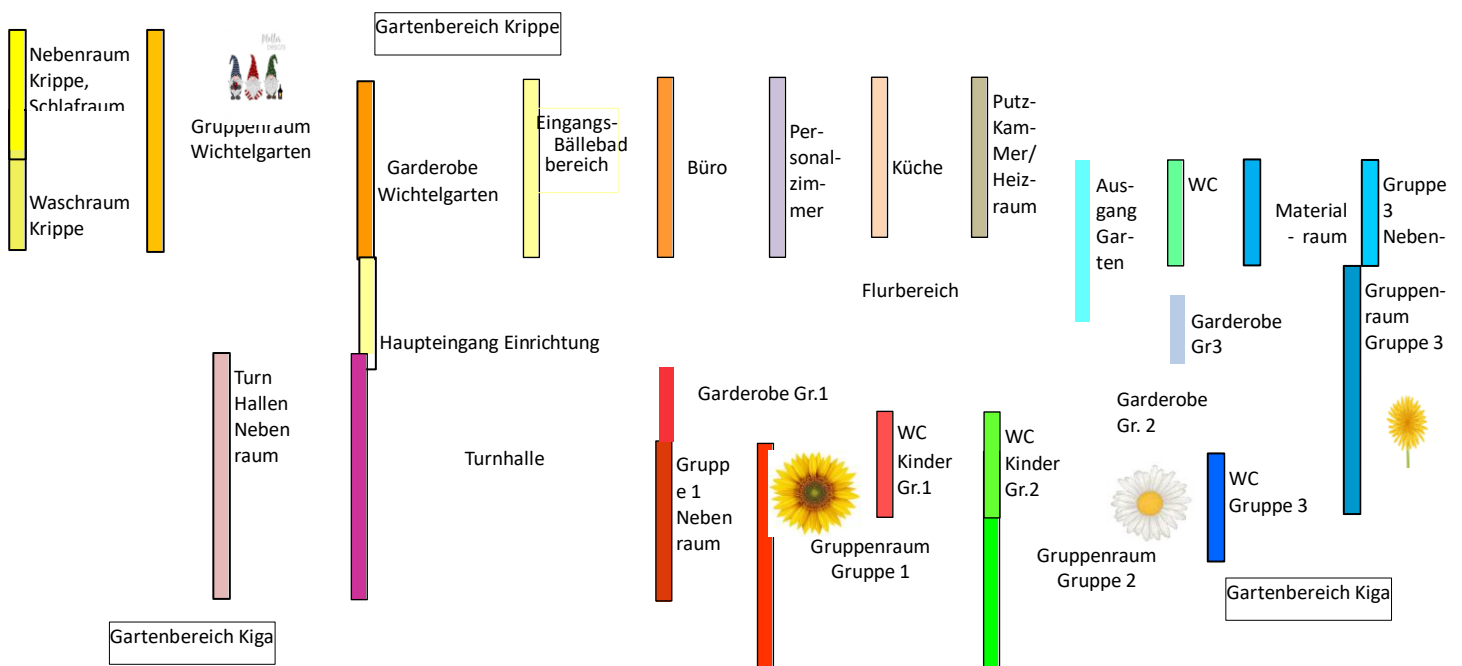 Gartenbereich Krippe
Nebenraum
Krippe,
Schlafraum
Waschraum
Krippe
Gruppenraum
Wichtelgarten
Garderobe
Wichtelgarten
Eingangs-
Bällebad
bereich
Büro
Per-
sonal-
zim-
mer
Küche
Putz-
Kam-
Mer/
Heiz-
raum
Aus-
gang
Gar-
ten
WC
Material
- raum
Gruppe
3
Neben-
Flurbereich
Gruppen-
raum
Gruppe 3
Garderobe
Gr3
Haupteingang Einrichtung
Turn
Hallen
Neben
raum
Turnhalle
Garderobe Gr.1
Grupp
e 1
Neben
raum
WC
Kinder
Gr.1
Gruppenraum
Gruppe 1
WC
Kinder
Gr.2
Garderobe
Gr. 2
Gruppenraum
Gruppe 2
WC
Gruppe 3
Gartenbereich Kiga
Gartenbereich Kiga